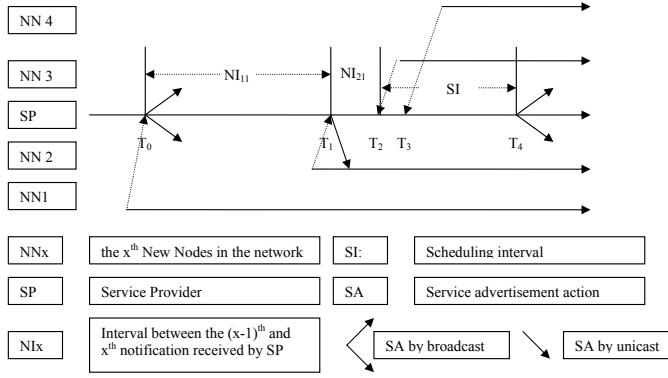 NN 4
NN 3
NI₁₁
NI₂₁
SI
SP
T₀
T₁
T₂
T₃
T₄
NN 2
NN1
NNx
the xᵗʰ New Nodes in the network
SI:
Scheduling interval
SP
Service Provider
SA
Service advertisement action
NIx
Interval between the (x-1)ᵗʰ and
xᵗʰ notification received by SP
SA by broadcast
SA by unicast